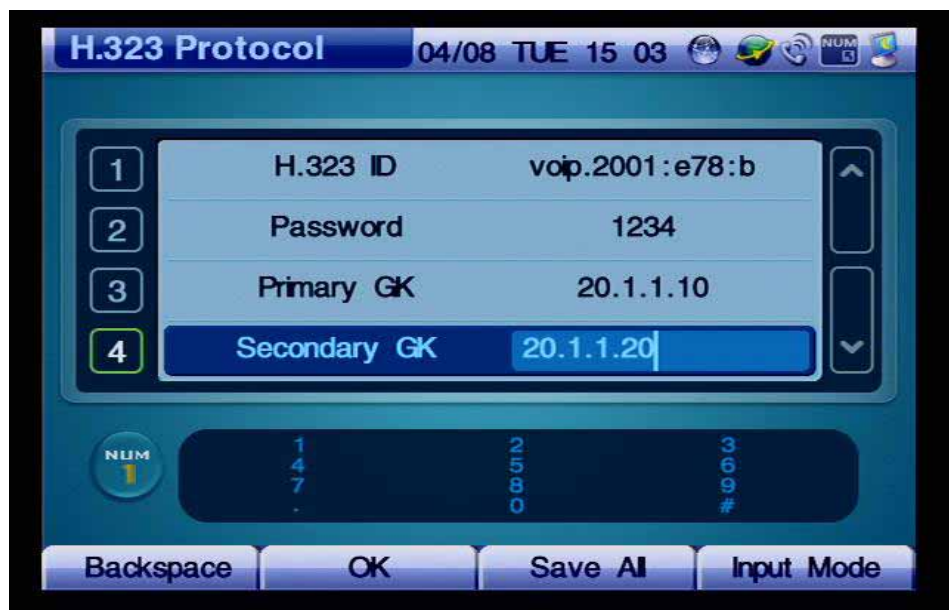 H.323 Protocol 04/08 TUE 15 03 NUM
1 H.323 ID voip.2001:e78:b
2 Password 1234
3 Primary GK 20.1.1.10
4 Secondary GK 20.1.1.20
NUM 1
1 2 3
4 5 6
7 8 9
. 0 #
Backspace OK Save All Input Mode